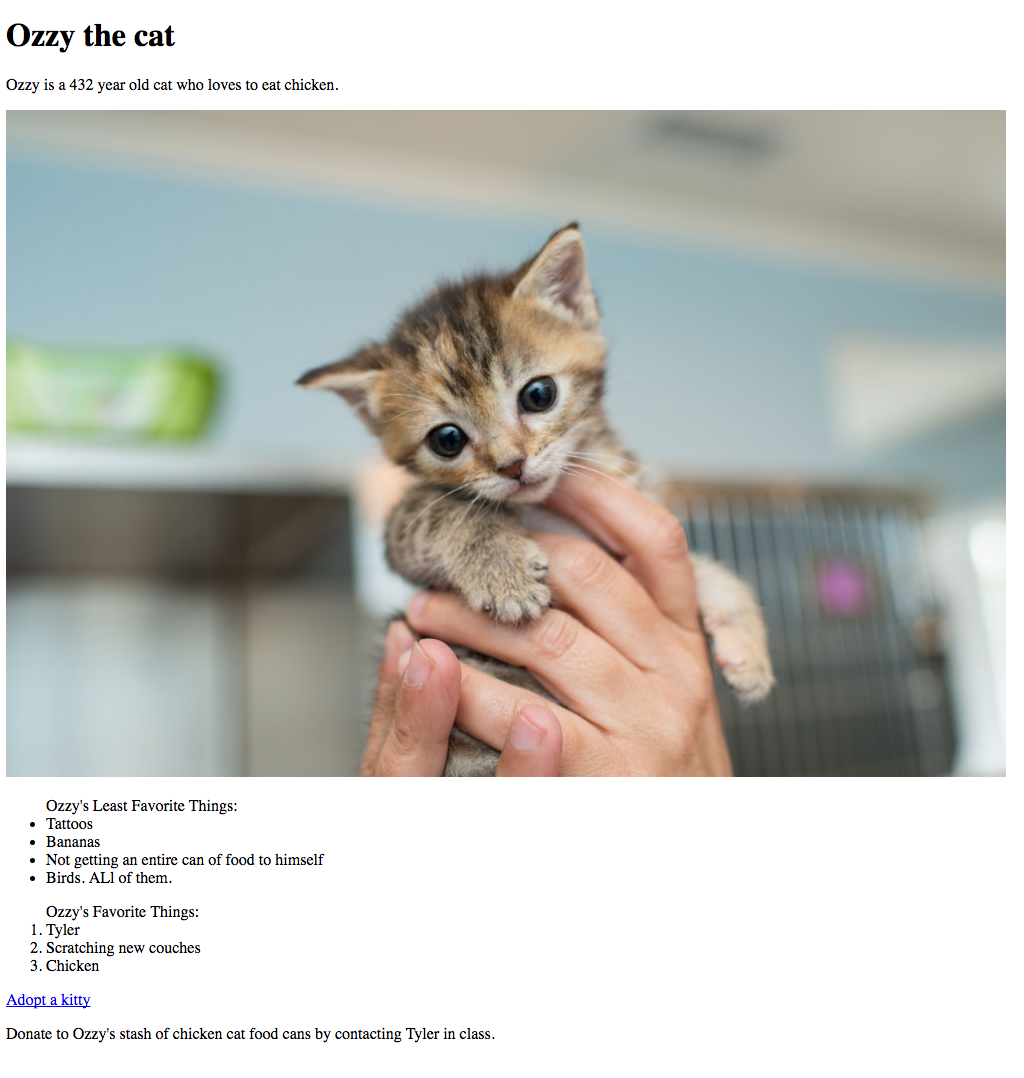 Ozzy the cat
Ozzy is a 432 year old cat who loves to eat chicken.
Ozzy's Least Favorite Things:
• Tattoos
• Bananas
• Not getting an entire can of food to himself
• Birds. ALl of them.
Ozzy's Favorite Things:
1. Tyler
2. Scratching new couches
3. Chicken
Adopt a kitty
Donate to Ozzy's stash of chicken cat food cans by contacting Tyler in class.